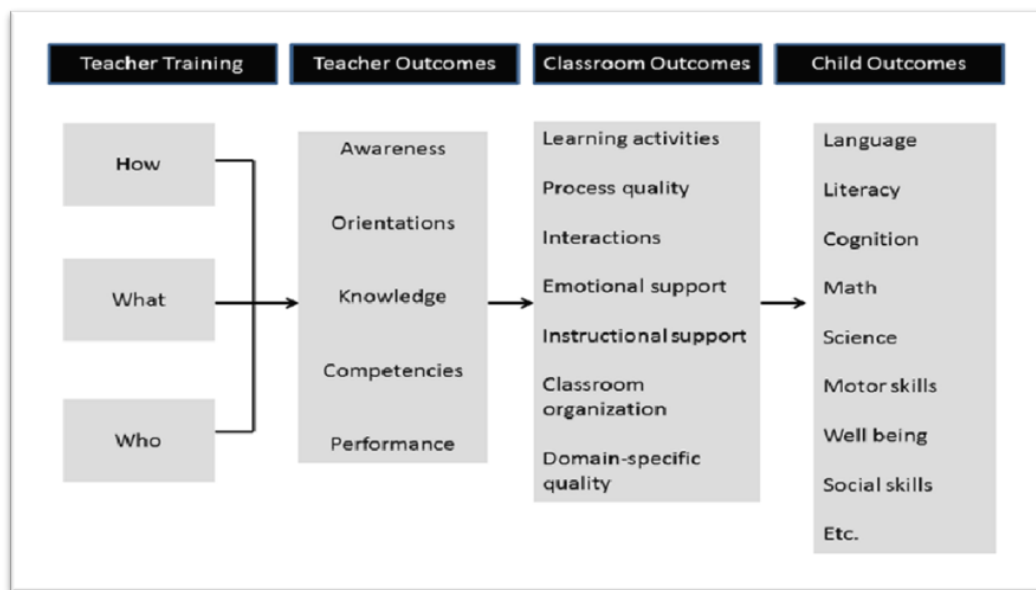 Teacher Training
Teacher Outcomes
Classroom Outcomes
Child Outcomes
How
What
Who
Awareness
Orientations
Knowledge
Competencies
Performance
Learning activities
Process quality
Interactions
Emotional support
Instructional support
Classroom
organization
Domain-specific
quality
Language
Literacy
Cognition
Math
Science
Motor skills
Well being
Social skills
Etc.